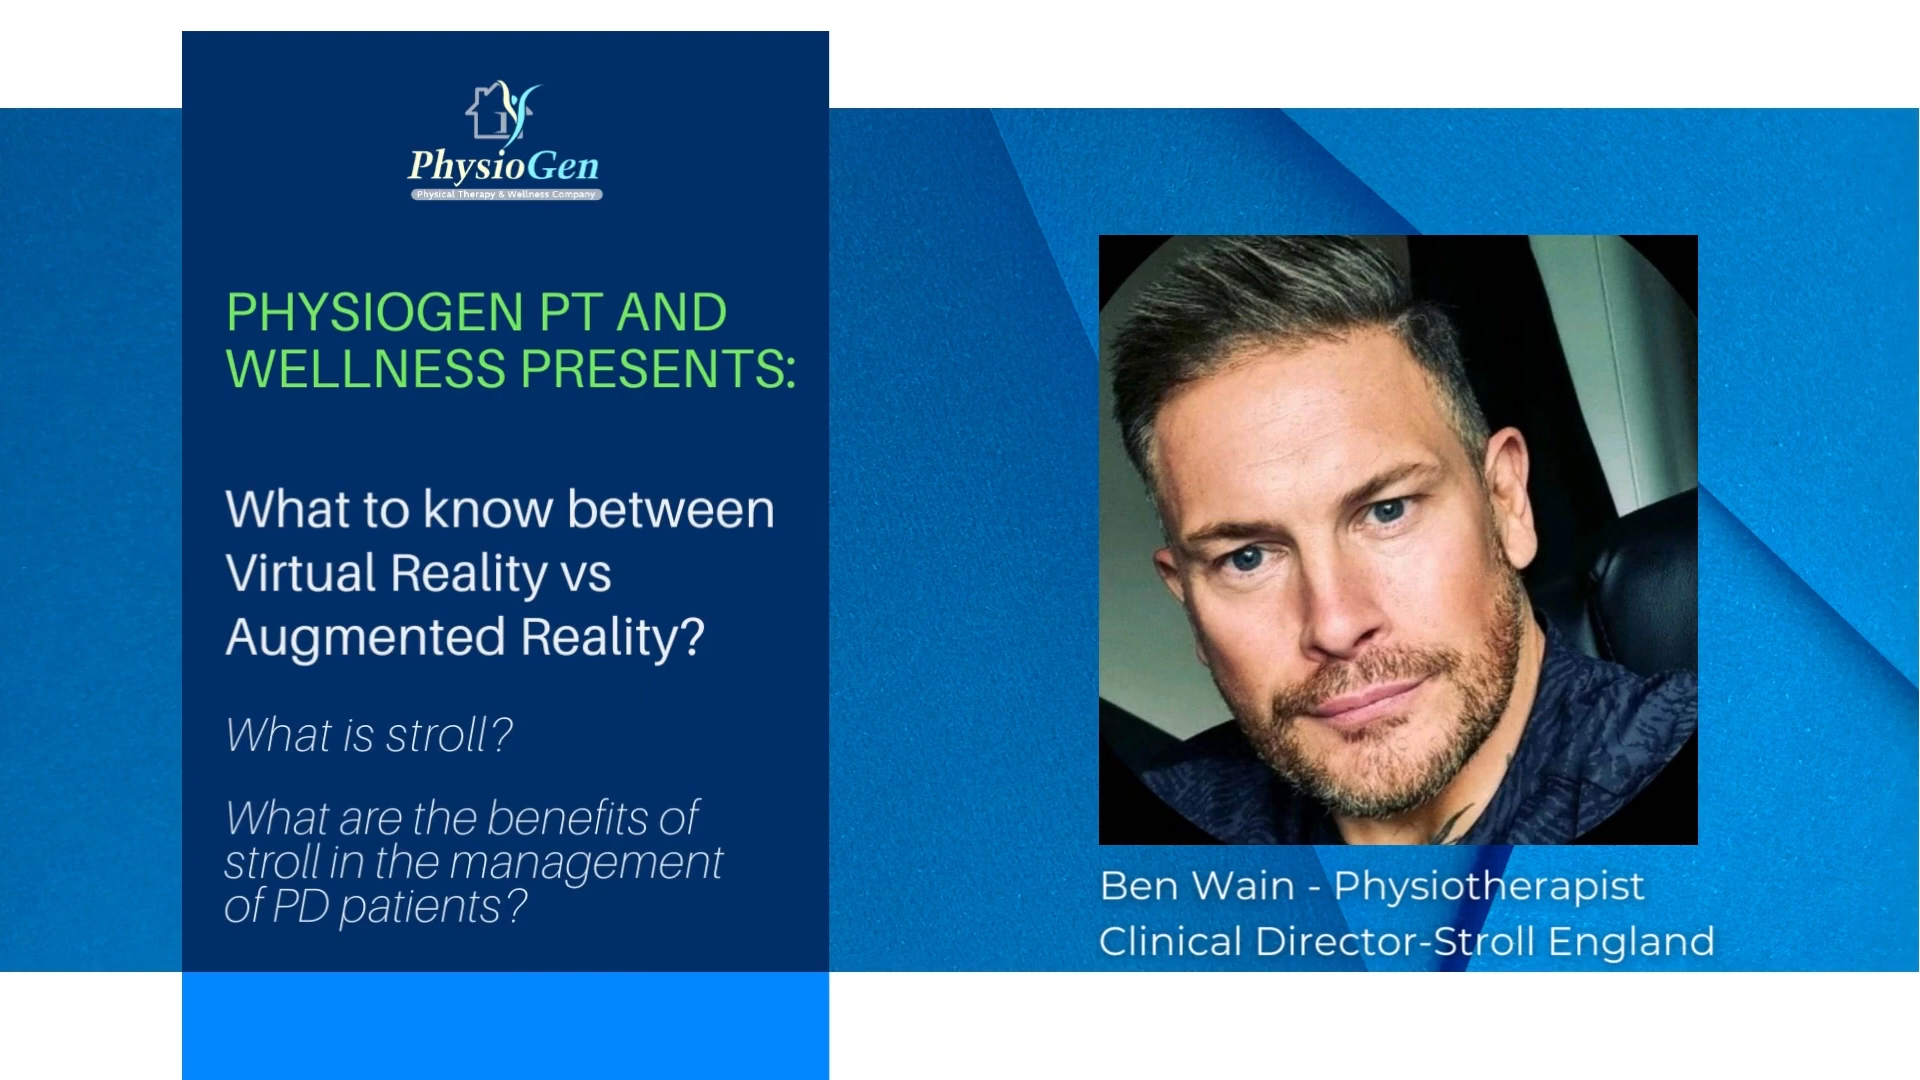 PhysioGen
Physical Therapy & Wellness Company
PHYSIOGEN PT AND
WELLNESS PRESENTS:
What to know between
Virtual Reality vs
Augmented Reality?
What is stroll?
What are the benefits of
stroll in the management
of PD patients?
Ben Wain - Physiotherapist
Clinical Director-Stroll England